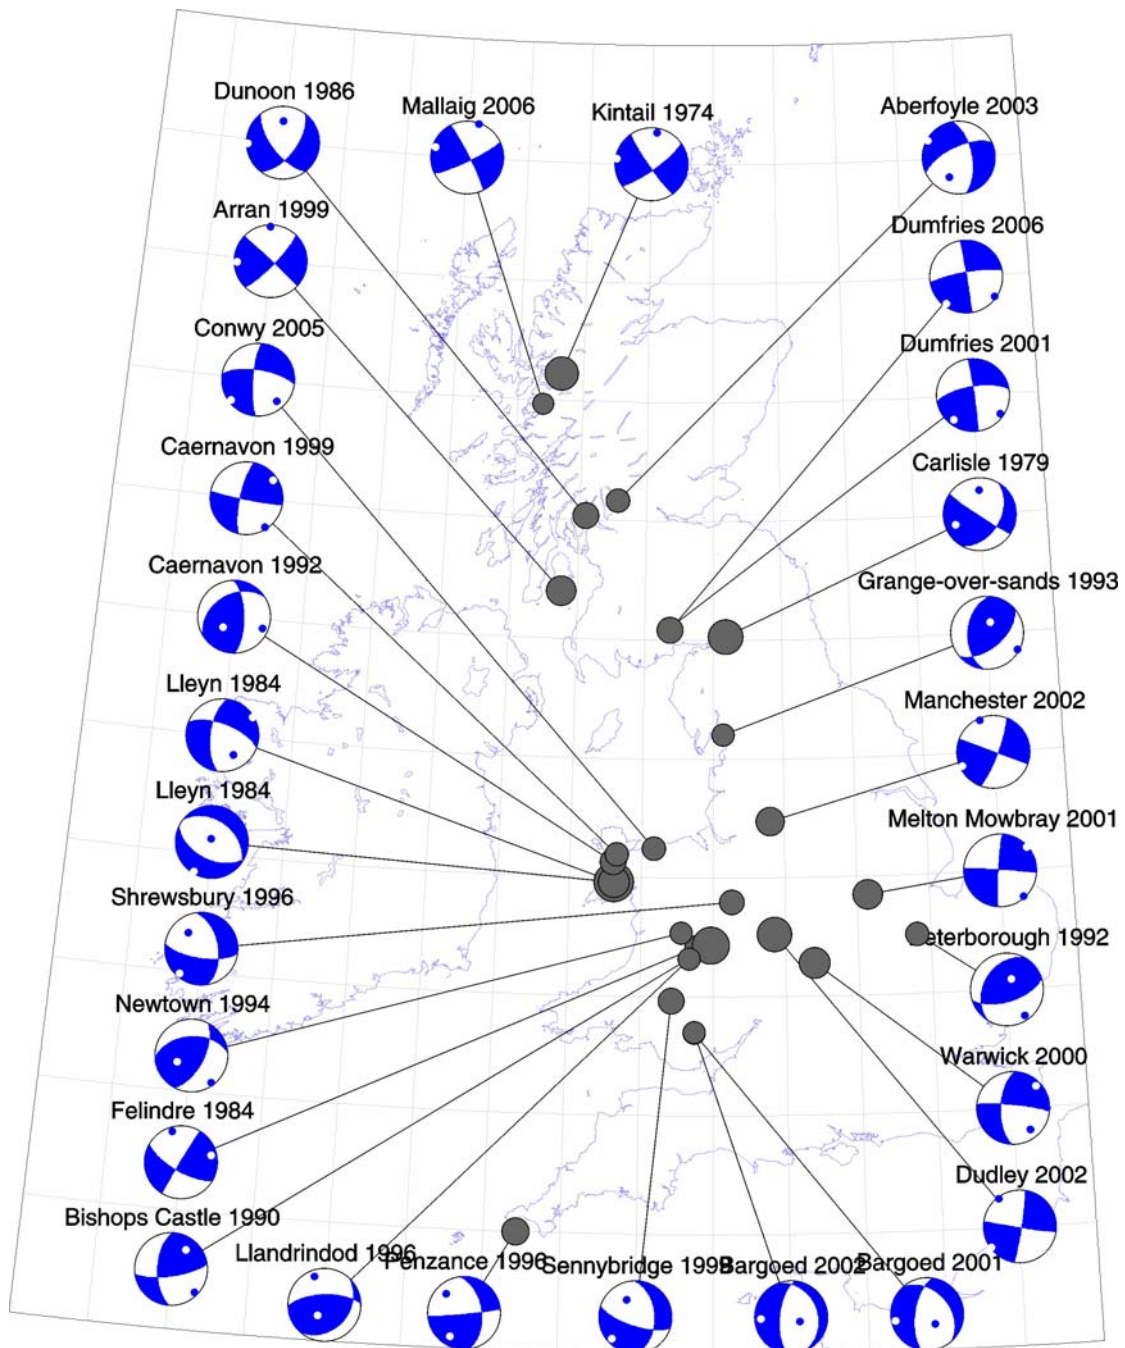 Dunoon 1986
Mallaig 2006
Kintail 1974
Aberfoyle 2003
Arran 1999
Dumfries 2006
Conwy 2005
Dumfries 2001
Caernavon 1999
Carlisle 1979
Caernavon 1992
Grange-over-sands 1993
Lleyn 1984
Manchester 2002
Lleyn 1984
Melton Mowbray 2001
Shrewsbury 1996
Peterborough 1992
Newtown 1994
Warwick 2000
Felindre 1984
Dudley 2002
Bishops Castle 1990
Llandrindod 1996
Penzance 1996
Sennybridge 1999
Bargoed 2002
Bargoed 2001